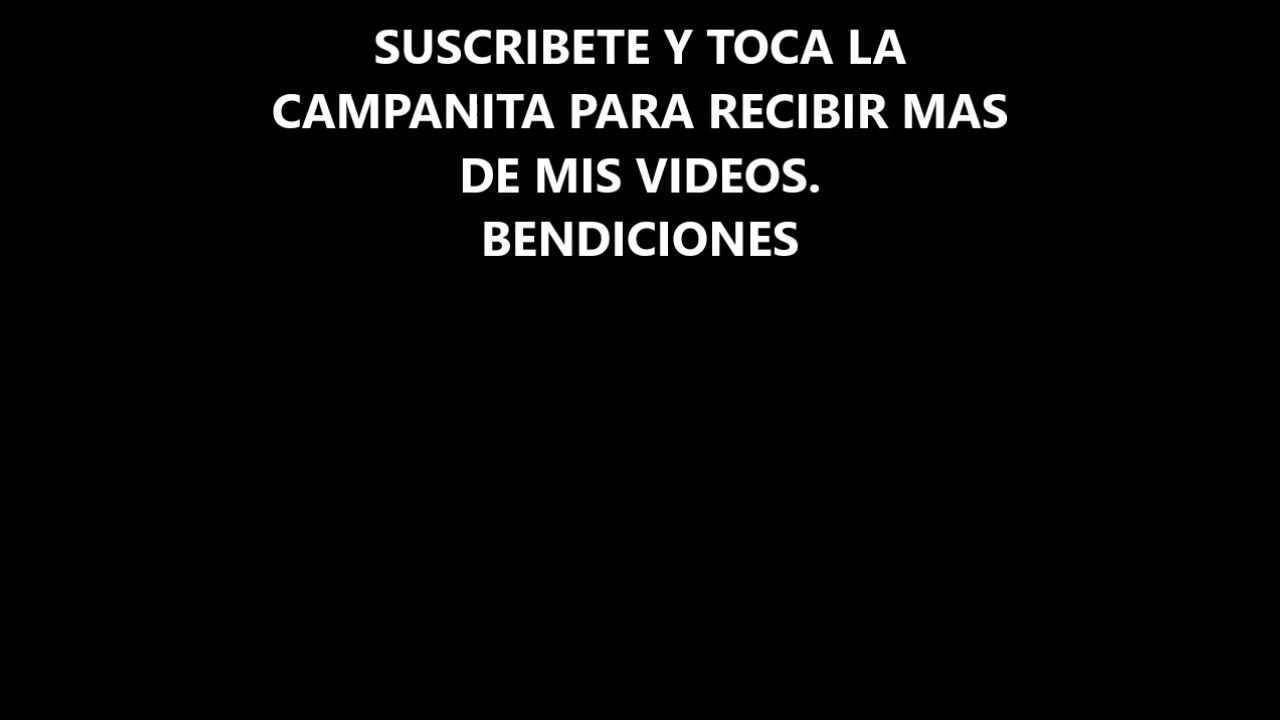 SUSCRIBETE Y TOCA LA
CAMPANITA PARA RECIBIR MAS
DE MIS VIDEOS.
BENDICIONES